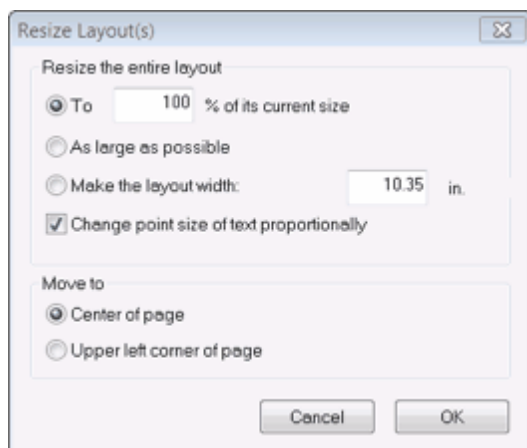 Resize Layout(s)
Resize the entire layout
To 100 % of its current size
As large as possible
Make the layout width: 10.35 in.
Change point size of text proportionally
Move to
Center of page
Upper left corner of page
Cancel OK